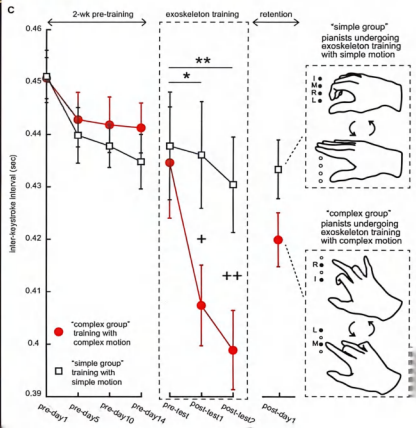 C
2-wk pre-training
exoskeleton training
retention
0.46
0.45
0.44
0.43
0.42
0.41
0.4
0.39
inter-keystroke interval (sec)
*
**
+
++
"complex group"
training with
complex motion
"simple group"
training with
simple motion
pre-day1
pre-day5
pre-day10
pre-day14
pre-test
post-test1
post-test2
post-day1
"simple group"
pianists undergoing
exoskeleton training
with simple motion
I
M
R
L
"complex group"
pianists undergoing
exoskeleton training
with complex motion
R
I
L
M